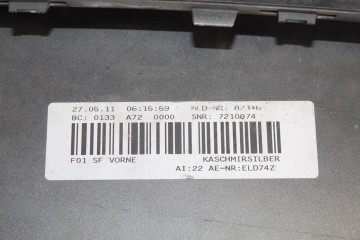 27.06.11 06:15:59
BC: 0133 A72 0000 SNR: 7210874
F01 SF VORNE KASCHMIRSILBER
AI:22 AE-NR:ELD74Z